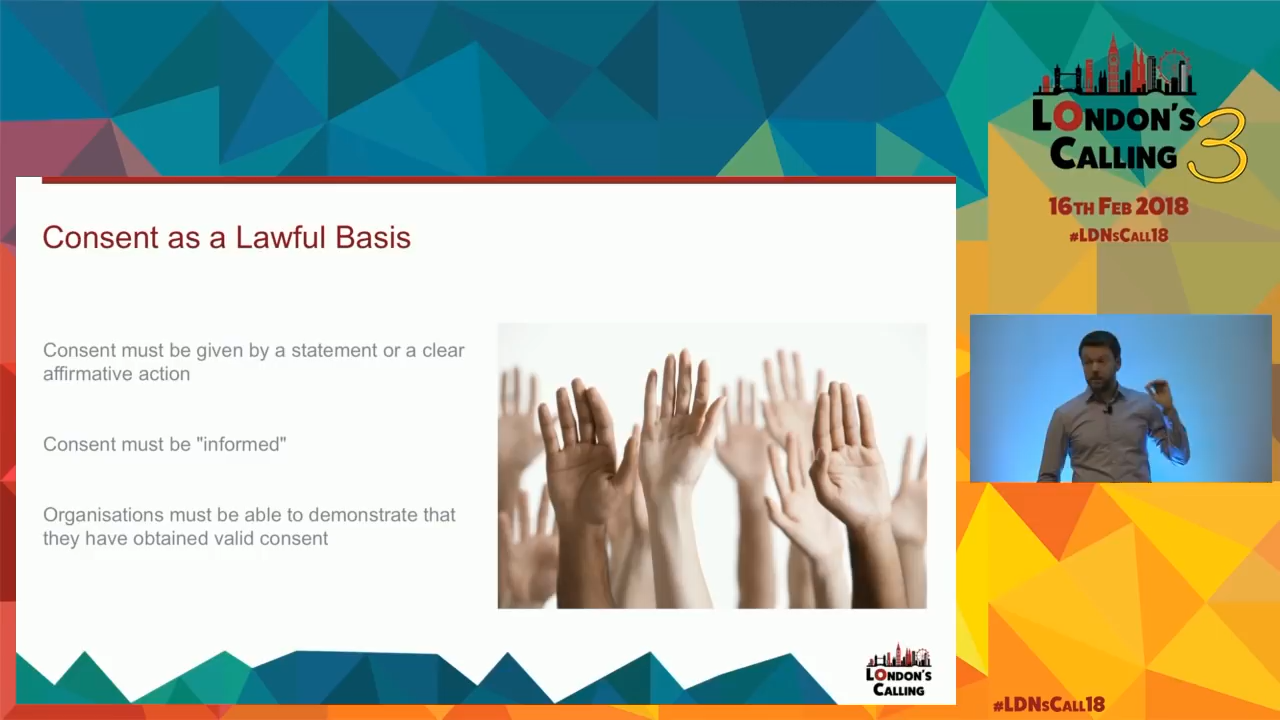 Consent as a Lawful Basis
Consent must be given by a statement or a clear
affirmative action
Consent must be "informed"
Organisations must be able to demonstrate that
they have obtained valid consent
LONDON'S
CALLING
LONDON'S
CALLING 3
16TH FEB 2018
#LDNSCALL18
#LDNSCALL18